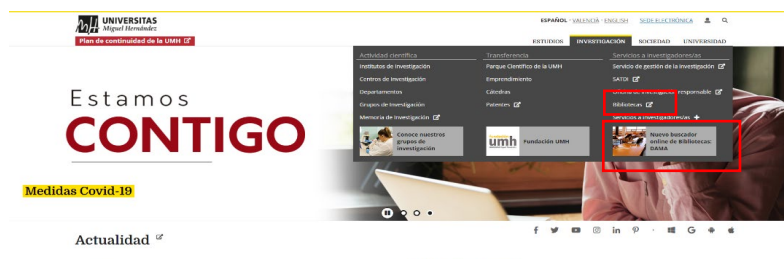 UNIVERSITAS
Miguel Hernández
ESPAÑOL · VALENCIÀ · ENGLISH SEDE ELECTRÓNICA
Plan de continuidad de la UMH
ESTUDIOS INVESTIGACIÓN SOCIEDAD UNIVERSIDAD
Actividad científica
Institutos de Investigación
Centros de Investigación
Departamentos
Grupos de Investigación
Memoria de Investigación
Conoce nuestros
grupos de
investigación
Transferencia
Parque Científico de la UMH
Emprendimiento
Cátedras
Patentes
umh
Fundación UMH
Servicios a investigadores/as
Servicio de gestión de la investigación
SATDI
Oficina de investigación responsable
Bibliotecas
Servicios a investigadores/as
Nuevo buscador
online de Bibliotecas:
DAMA
Estamos
CONTIGO
Medidas Covid-19
Actualidad